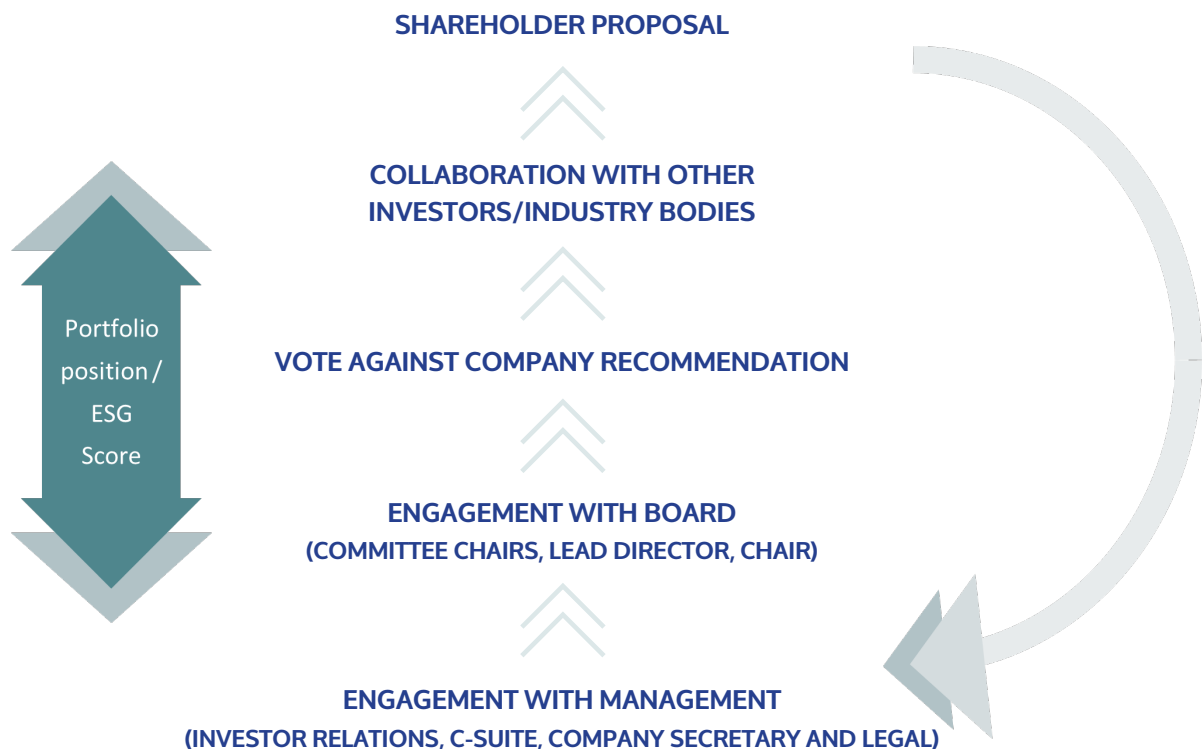 SHAREHOLDER PROPOSAL
COLLABORATION WITH OTHER
INVESTORS/INDUSTRY BODIES
Portfolio
position /
ESG
Score
VOTE AGAINST COMPANY RECOMMENDATION
ENGAGEMENT WITH BOARD
(COMMITTEE CHAIRS, LEAD DIRECTOR, CHAIR)
ENGAGEMENT WITH MANAGEMENT
(INVESTOR RELATIONS, C-SUITE, COMPANY SECRETARY AND LEGAL)